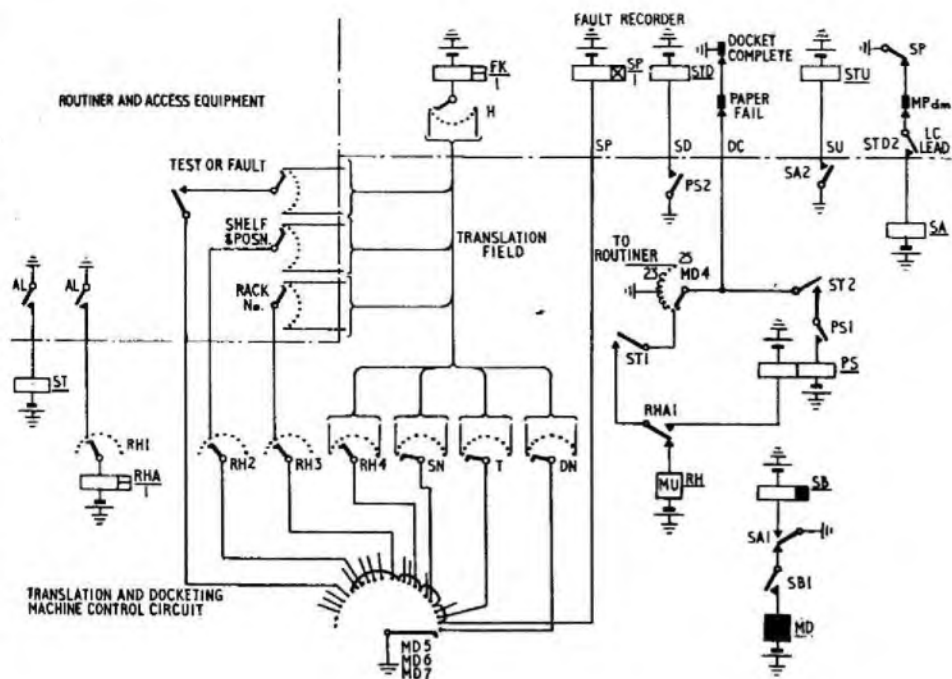 FAULT RECORDER
DOCKET
COMPLETE
SP
FK
1
SP
1
STD
STU
ROUTINER AND ACCESS EQUIPMENT
H
PAPER
FAIL
MPdm
STD2
LC
LEAD
TEST OR FAULT
SP
SD
DC
SU
PS2
SA2
SHELF
&POSN.
TRANSLATION
FIELD
TO
ROUTINER
SA
RACK
No.
23
25
MD4
ST2
AL
AL
PS1
ST1
PS
ST
RHA1
RH1
RH2
RH3
RH4
SN
T
DN
MU
RH
RHA
1
SB
SA1
SB1
TRANSLATION AND DOCKETING
MACHINE CONTROL CIRCUIT
MD
MD5
MD6
MD7